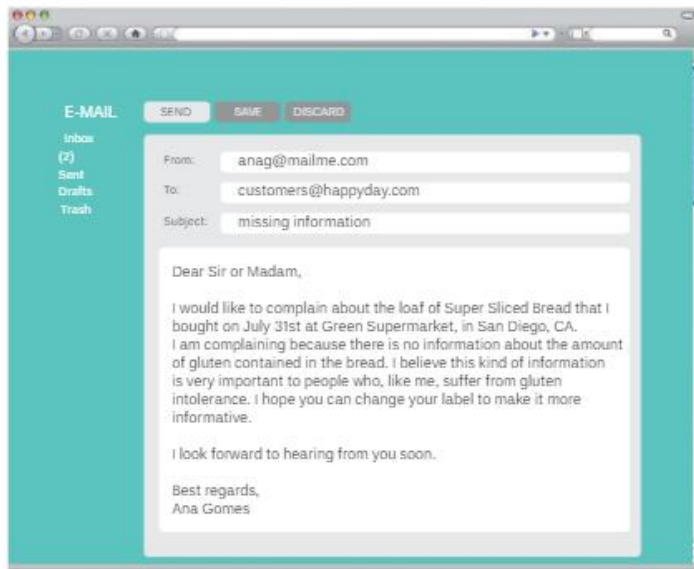 E-MAIL
SEND
SAVE
DISCARD
Inbox
(2)
Sent
Drafts
Trash
From: anag@mailme.com
To: customers@happyday.com
Subject: missing information
Dear Sir or Madam,
I would like to complain about the loaf of Super Sliced Bread that I
bought on July 31st at Green Supermarket, in San Diego, CA.
I am complaining because there is no information about the amount
of gluten contained in the bread. I believe this kind of information
is very important to people who, like me, suffer from gluten
intolerance. I hope you can change your label to make it more
informative.
I look forward to hearing from you soon.
Best regards,
Ana Gomes